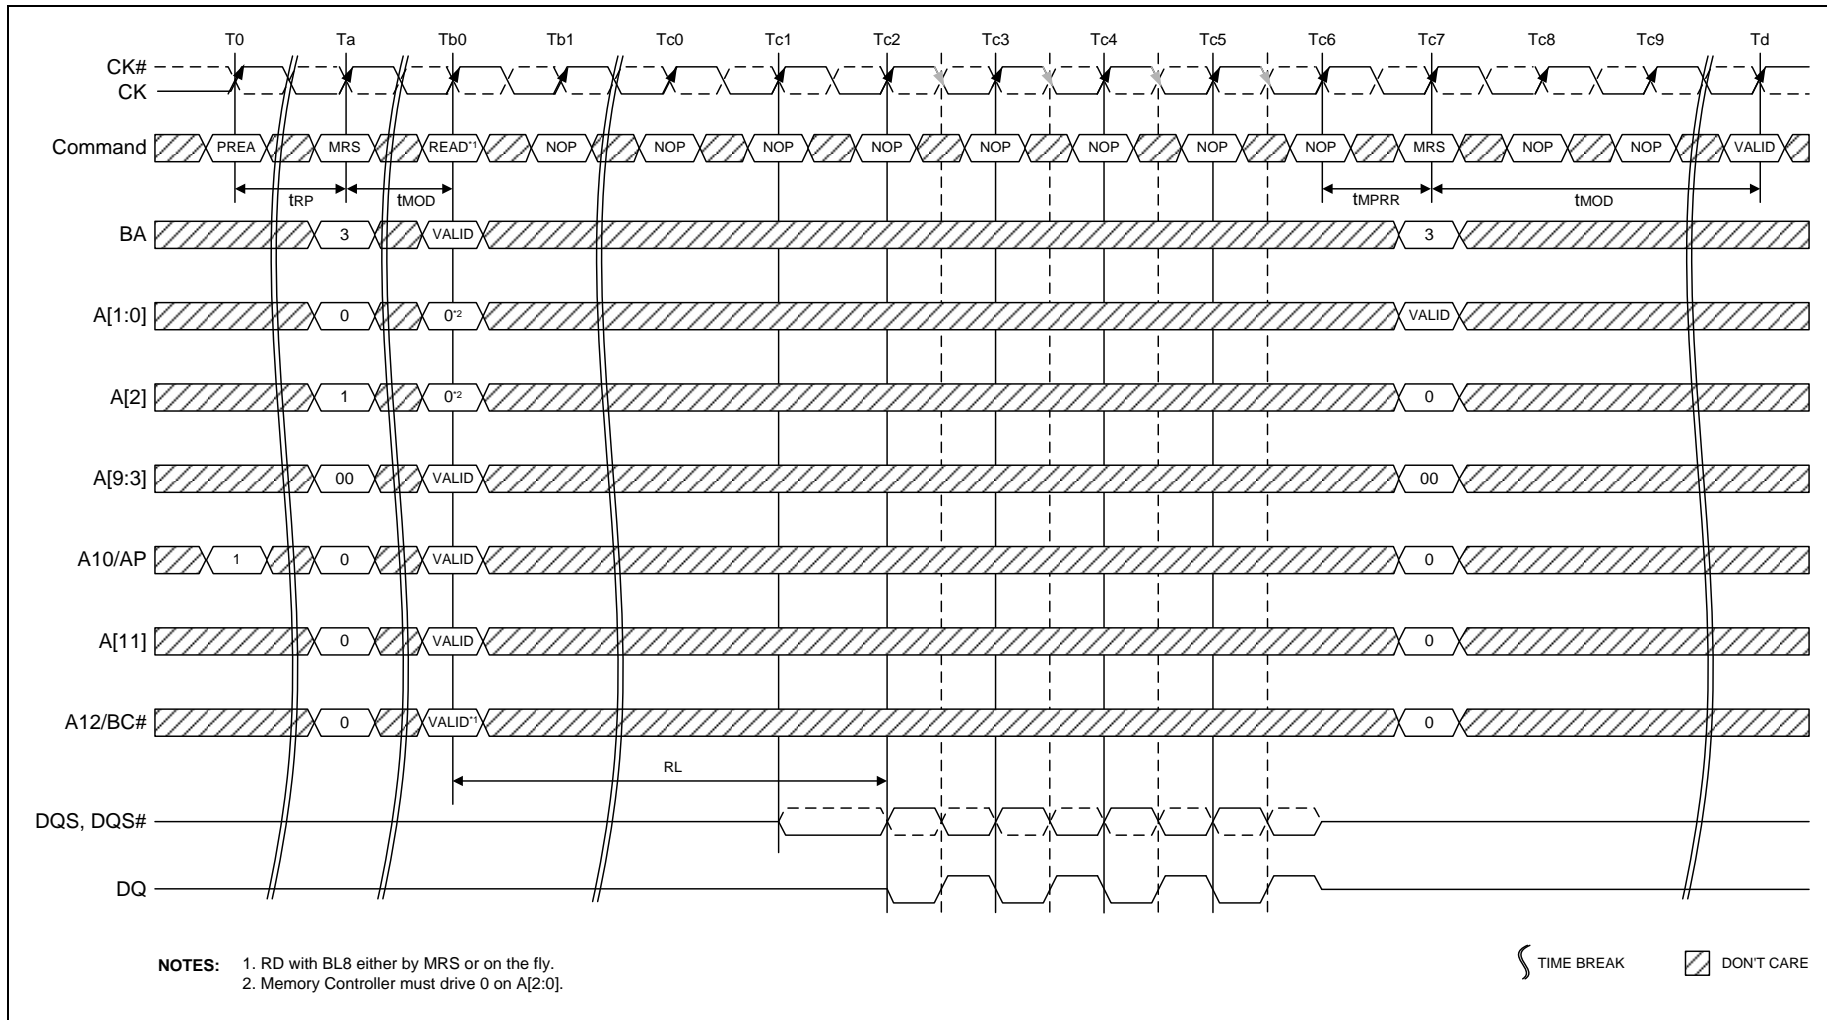 T0 Ta Tb0 Tb1 Tc0 Tc1 Tc2 Tc3 Tc4 Tc5 Tc6 Tc7 Tc8 Tc9 Td
CK#
CK
Command PREA MRS READ*1 NOP NOP NOP NOP NOP NOP NOP NOP MRS NOP NOP VALID
tRP tMOD tMPRR tMOD
BA 3 VALID 3
A[1:0] 0 0*2 VALID
A[2] 1 0*2 0
A[9:3] 00 VALID 00
A10/AP 1 0 VALID 0
A[11] 0 VALID 0
A12/BC# 0 VALID*1 0
RL
DQS, DQS#
DQ
NOTES: 1. RD with BL8 either by MRS or on the fly.
2. Memory Controller must drive 0 on A[2:0].
TIME BREAK DON'T CARE